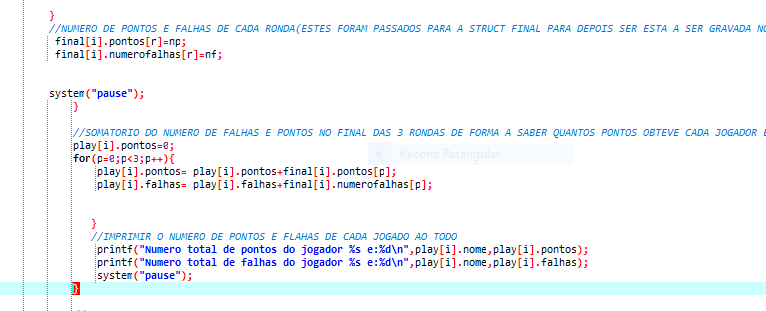 }
//NUMERO DE PONTOS E FALHAS DE CADA RONDA(ESTES FORAM PASSADOS PARA A STRUCT FINAL PARA DEPOIS SER ESTA A SER GRAVADA
final[i].pontos[r]=np;
final[i].numerofalhas[r]=nf;
system("pause");
}
//SOMATORIO DO NUMERO DE FALHAS E PONTOS NO FINAL DAS 3 RONDAS DE FORMA A SABER QUANTOS PONTOS OBTEVE CADA JOGADOR E
play[i].pontos=0;
for(p=0;p<3;p++){
Recorte Retangular
play[i].pontos= play[i].pontos+final[i].pontos[p];
play[i].falhas= play[i].falhas+final[i].numerofalhas[p];
}
//IMPRIMIR O NUMERO DE PONTOS E FLAHAS DE CADA JOGADO AO TODO
printf("Numero total de pontos do jogador %s e:%d\n",play[i].nome,play[i].pontos);
printf("Numero total de falhas do jogador %s e:%d\n",play[i].nome,play[i].falhas);
system("pause");
}